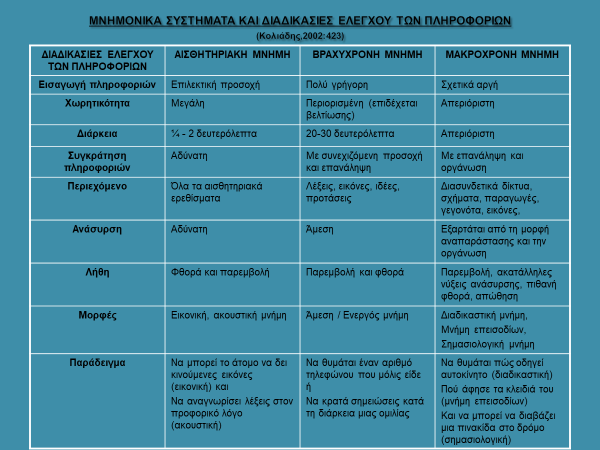 ΜΝΗΜΟΝΙΚΑ ΣΥΣΤΗΜΑΤΑ ΚΑΙ ΔΙΑΔΙΚΑΣΙΕΣ ΕΛΕΓΧΟΥ ΤΩΝ ΠΛΗΡΟΦΟΡΙΩΝ
(Κολιάδης,2002:423)
ΔΙΑΔΙΚΑΣΙΕΣ ΕΛΕΓΧΟΥ
ΤΩΝ ΠΛΗΡΟΦΟΡΙΩΝ
ΑΙΣΘΗΤΗΡΙΑΚΗ ΜΝΗΜΗ
ΒΡΑΧΥΧΡΟΝΗ ΜΝΗΜΗ
ΜΑΚΡΟΧΡΟΝΗ ΜΝΗΜΗ
Εισαγωγή πληροφοριών
Επιλεκτική προσοχή
Πολύ γρήγορη
Σχετικά αργή
Χωρητικότητα
Μεγάλη
Περιορισμένη (επιδέχεται
βελτίωσης)
Απεριόριστη
Διάρκεια
¼ - 2 δευτερόλεπτα
20-30 δευτερόλεπτα
Απεριόριστη
Συγκράτηση
πληροφοριών
Αδύνατη
Με συνεχιζόμενη προσοχή
και επανάληψη
Με επανάληψη και
οργάνωση
Περιεχόμενο
Όλα τα αισθητηριακά
ερεθίσματα
Λέξεις, εικόνες, ιδέες,
προτάσεις
Διασυνδετικά δίκτυα,
σχήματα, παραγωγές,
γεγονότα, εικόνες,
Ανάσυρση
Αδύνατη
Άμεση
Εξαρτάται από τη μορφή
αναπαράστασης και την
οργάνωση
Λήθη
Φθορά και παρεμβολή
Παρεμβολή και φθορά
Παρεμβολή, ακατάλληλες
νύξεις ανάσυρσης, πιθανή
φθορά, απώθηση
Μορφές
Εικονική, ακουστική μνήμη
Άμεση / Ενεργός μνήμη
Διαδικαστική μνήμη,
Μνήμη επεισοδίων,
Σημασιολογική μνήμη
Παράδειγμα
Να μπορεί το άτομο να δει
κινούμενες εικόνες
(εικονική) και
Να αναγνωρίσει λέξεις στον
προφορικό λόγο
(ακουστική)
Να θυμάται έναν αριθμό
τηλεφώνου που μόλις είδε
ή
Να κρατά σημειώσεις κατά
τη διάρκεια μιας ομιλίας
Να θυμάται πώς οδηγεί
αυτοκίνητο (διαδικαστική)
Πού άφησε τα κλειδιά του
(μνήμη επεισοδίων)
Και να μπορεί να διαβάζει
μια πινακίδα στο δρόμο
(σημασιολογική)